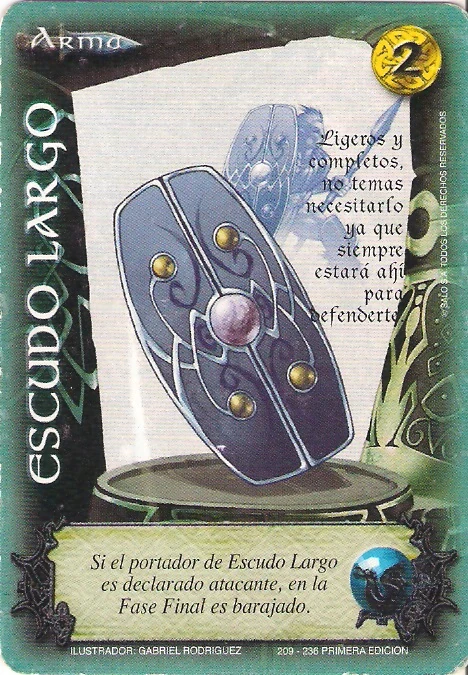 Arma
2
ESCUDO LARGO
Ligeros y
completos,
no temas
necesitarlo
ya que
siempre
estará ahí
para
defenderte
© SALO S.A. TODOS LOS DERECHOS RESERVADOS
Si el portador de Escudo Largo
es declarado atacante, en la
Fase Final es barajado.
ILUSTRADOR: GABRIEL RODRIGUEZ
209 - 236 PRIMERA EDICION